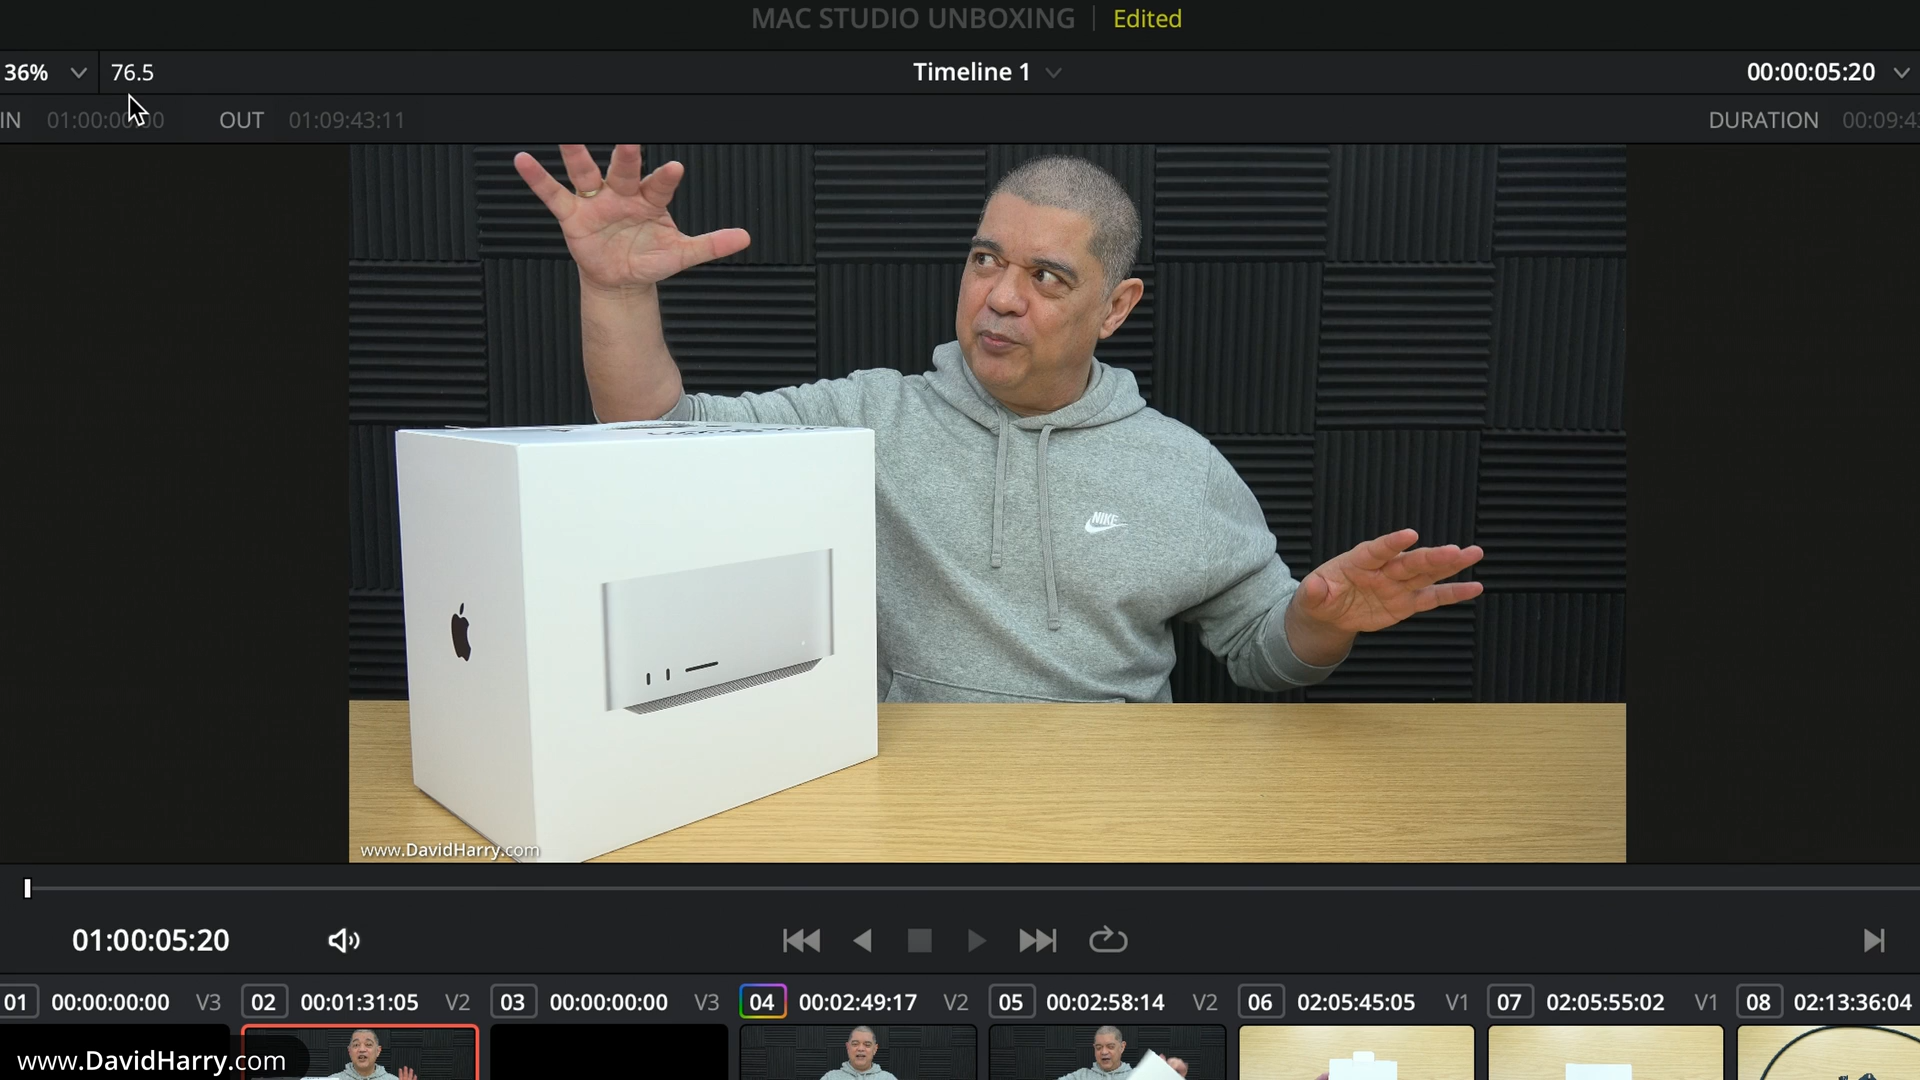 MAC STUDIO UNBOXING | Edited
36% 76.5 Timeline 1 00:00:05:20
IN 01:00:00:00 OUT 01:09:43:11 DURATION
NIKE
www.DavidHarry.com
01:00:05:20
01 00:00:00:00 V3 02 00:01:31:05 V2 03 00:00:00:00 V3 04 00:02:49:17 V2 05 00:02:58:14 V2 06 02:05:45:05 V1 07 02:05:55:02 V1 08 02:13:36:04
www.DavidHarry.com